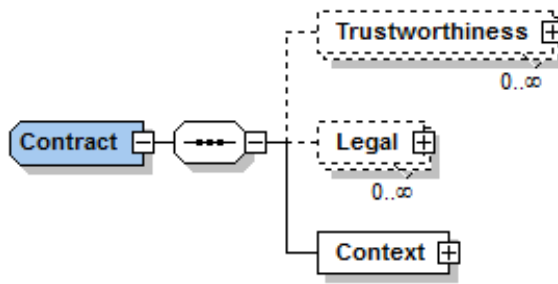 Trustworthiness
0..∞
Contract
Legal
0..∞
Context